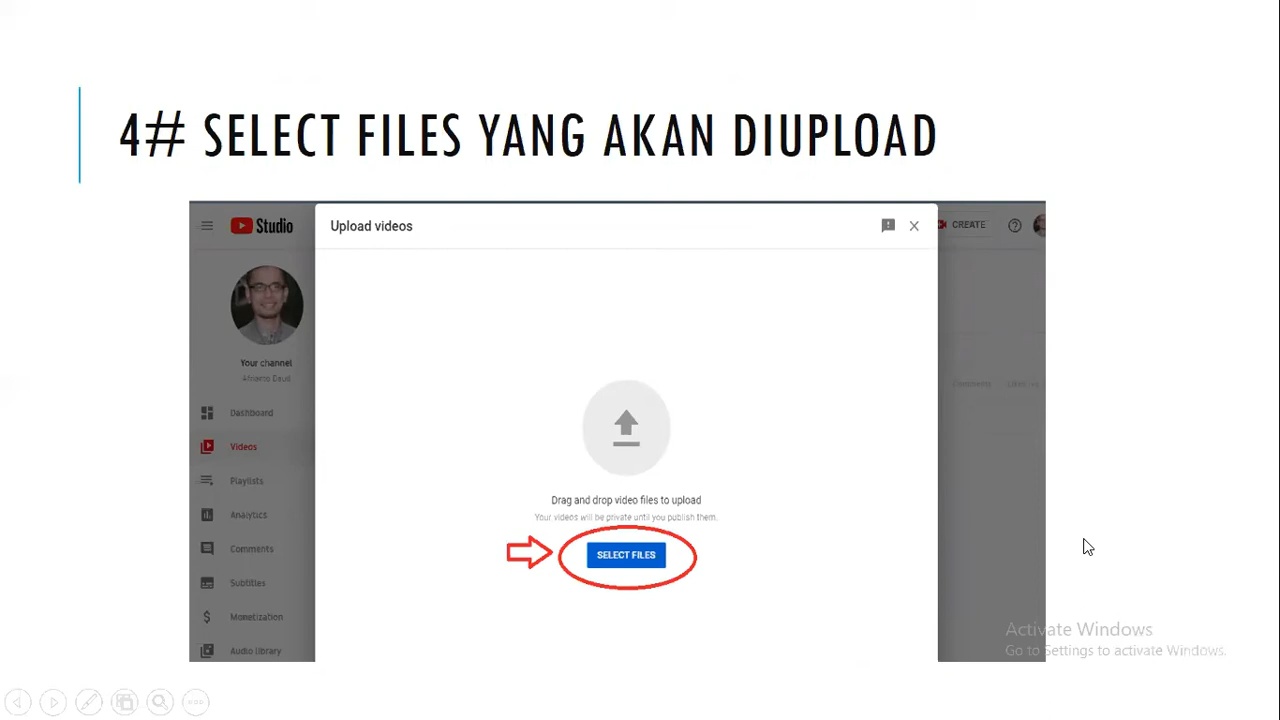 4# SELECT FILES YANG AKAN DIUPLOAD
Studio
Upload videos
CREATE
Your channel
Dashboard
Videos
Playlists
Analytics
Comments
Subtitles
Monetization
Audio library
Drag and drop video files to upload
Your videos will be private until you publish them.
SELECT FILES
Activate Windows
Go to Settings to activate Windows.